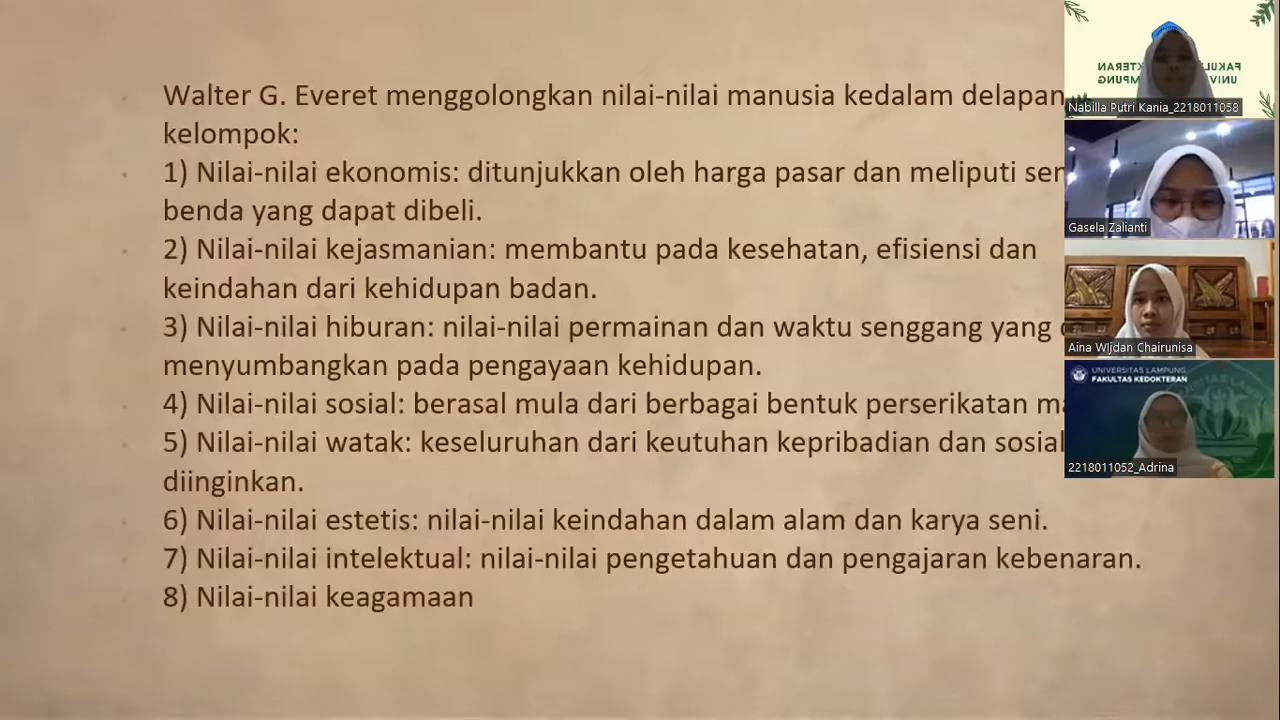 Walter G. Everet menggolongkan nilai-nilai manusia kedalam delapan
kelompok:
1) Nilai-nilai ekonomis: ditunjukkan oleh harga pasar dan meliputi
benda yang dapat dibeli.
2) Nilai-nilai kejasmanian: membantu pada kesehatan, efisiensi dan
keindahan dari kehidupan badan.
3) Nilai-nilai hiburan: nilai-nilai permainan dan waktu senggang yang
menyumbangkan pada pengayaan kehidupan.
4) Nilai-nilai sosial: berasal mula dari berbagai bentuk perserikatan
5) Nilai-nilai watak: keseluruhan dari keutuhan kepribadian dan sosial
diinginkan.
6) Nilai-nilai estetis: nilai-nilai keindahan dalam alam dan karya seni.
7) Nilai-nilai intelektual: nilai-nilai pengetahuan dan pengajaran kebenaran.
8) Nilai-nilai keagamaan
Nabilla Putri Kania_2218011058
Gasela Zalianti
Aina WIjdan Chairunisa
UNIVERSITAS LAMPUNG
FAKULTAS KEDOKTERAN
2218011052_Adrina